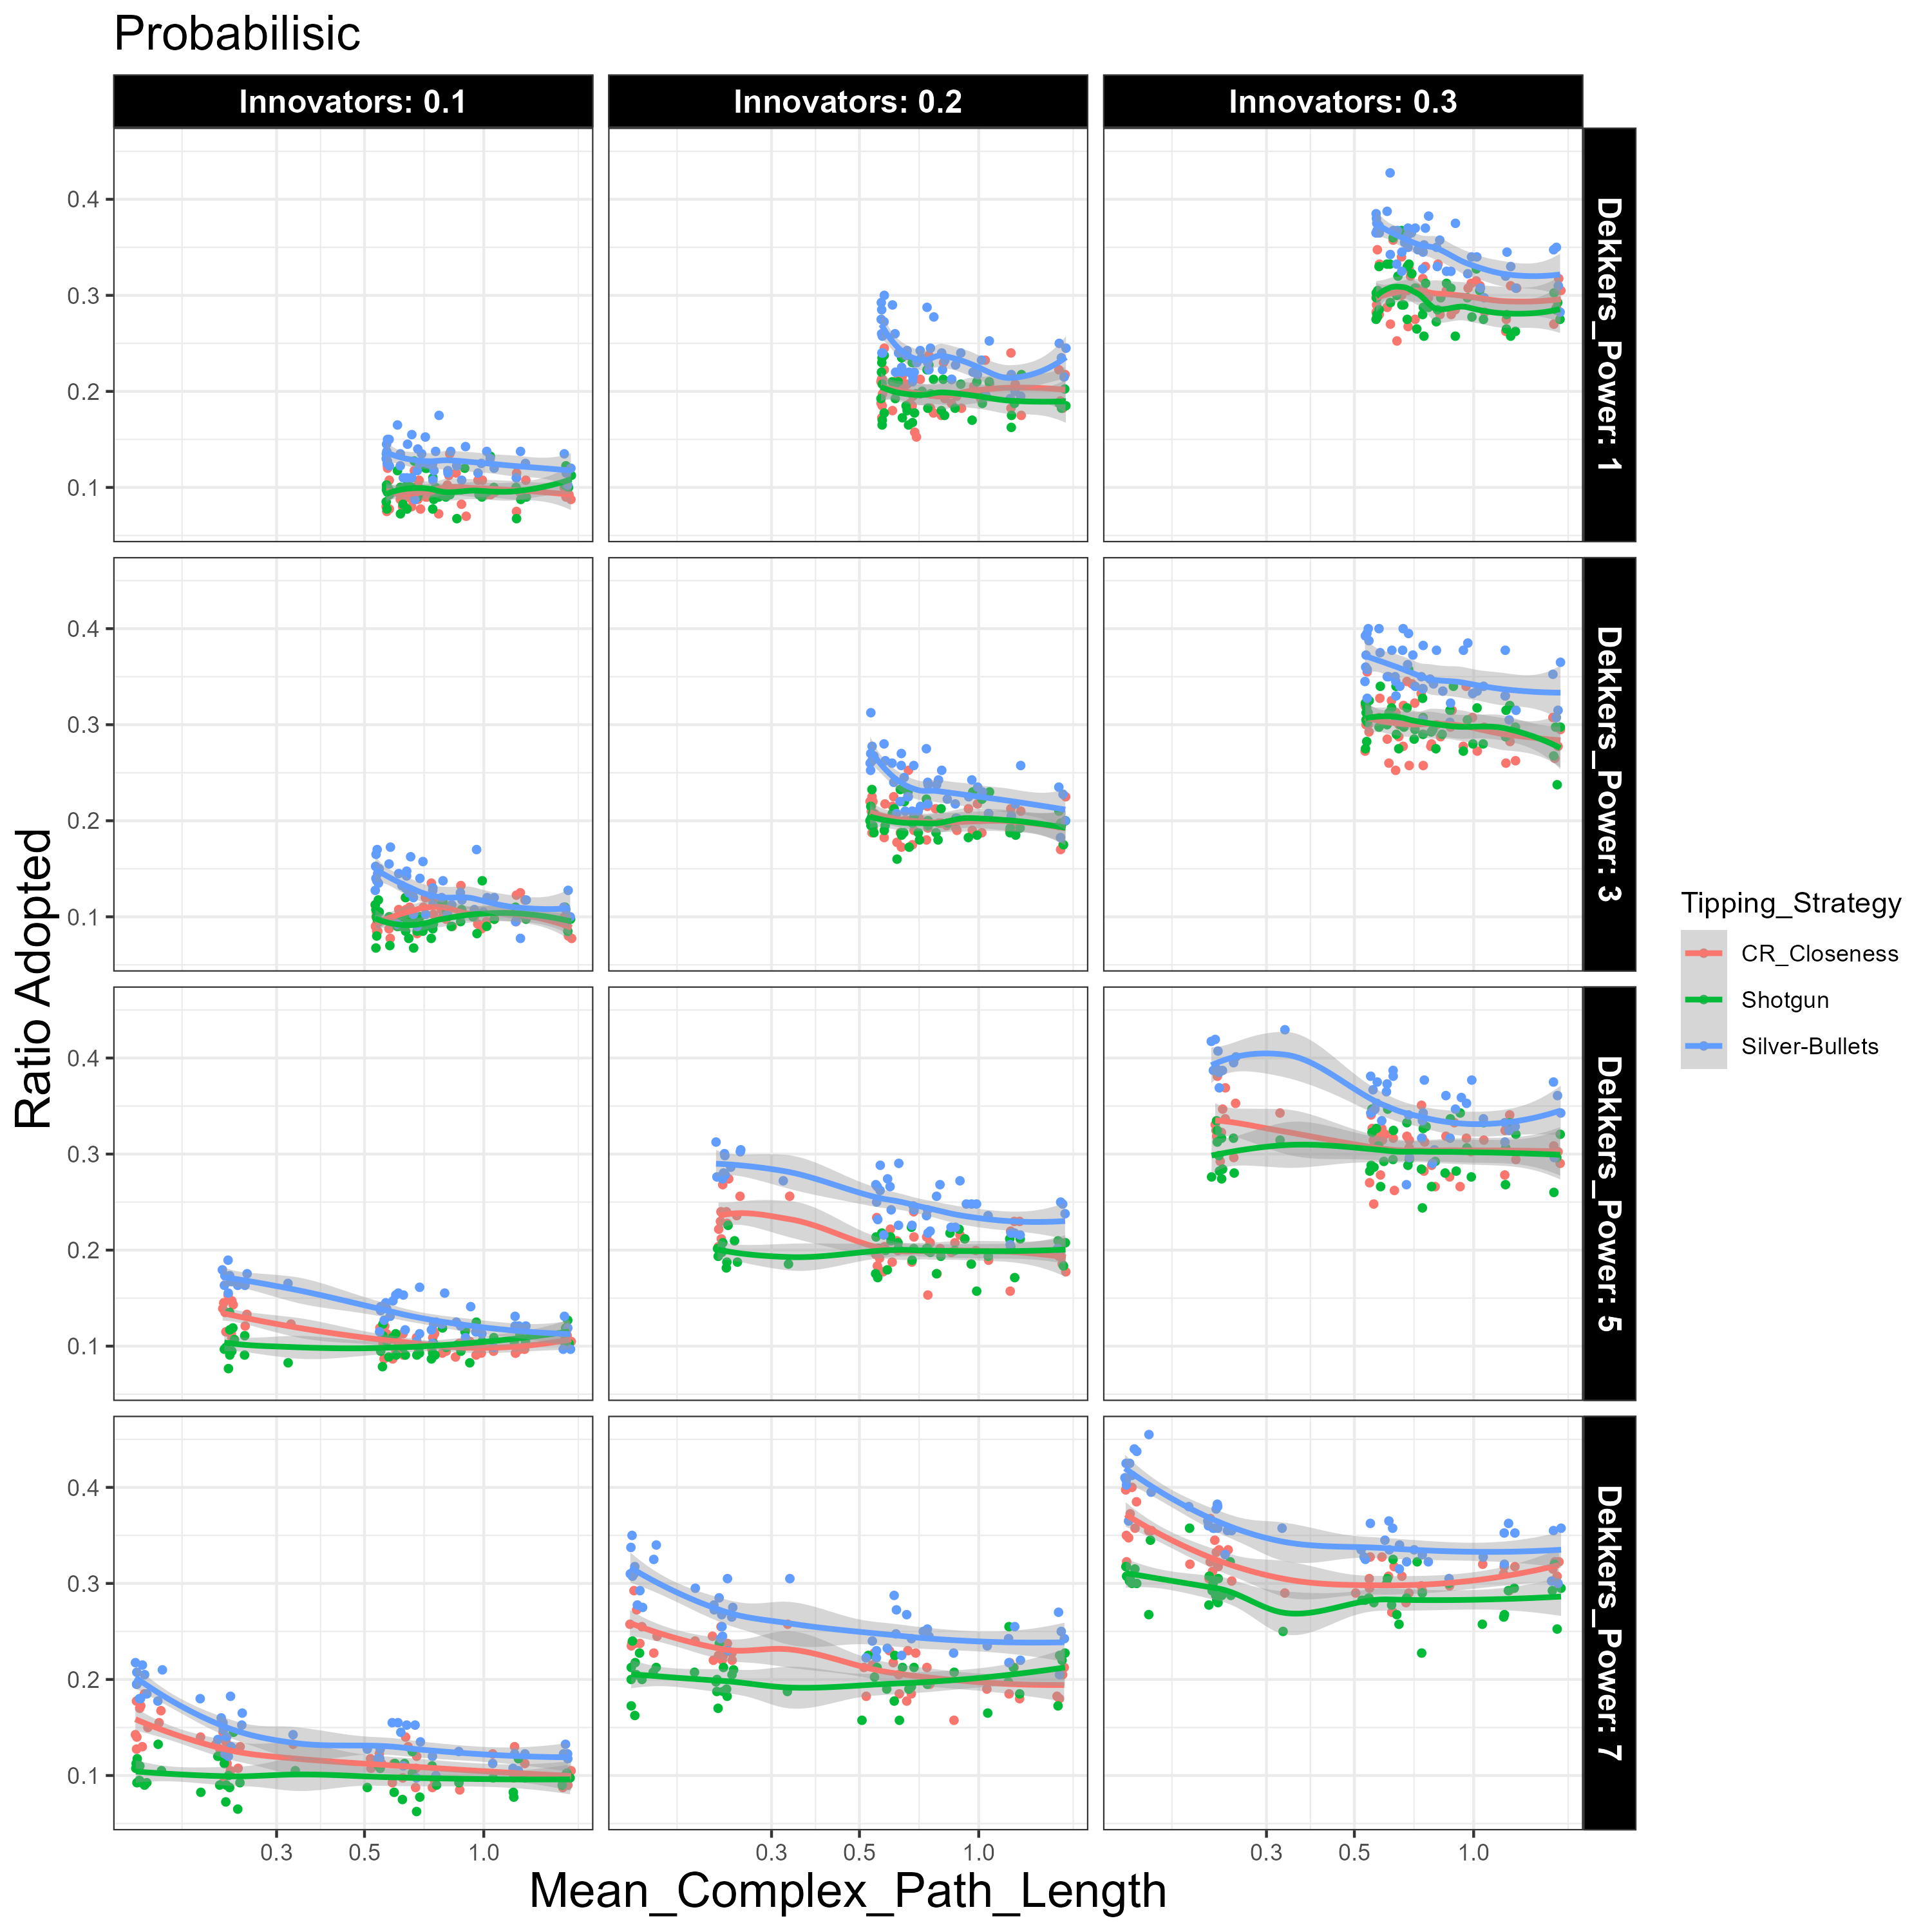 Probabilisic
Innovators: 0.1
Innovators: 0.2
Innovators: 0.3
0.4
0.3
0.2
0.1
Dekkers_Power: 1
0.4
0.3
0.2
0.1
Dekkers_Power: 3
0.4
0.3
0.2
0.1
Dekkers_Power: 5
0.4
0.3
0.2
0.1
Dekkers_Power: 7
0.3 0.5 1.0
0.3 0.5 1.0
0.3 0.5 1.0
Mean_Complex_Path_Length
Ratio Adopted
Tipping_Strategy
CR_Closeness
Shotgun
Silver-Bullets